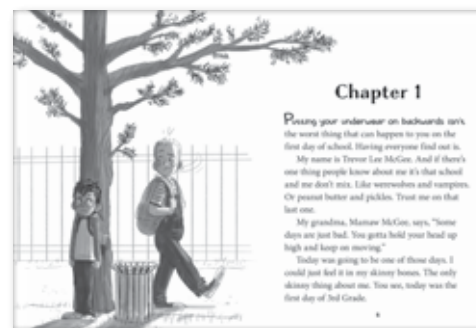 Chapter 1
Putting your underwear on backwards isn't
the worst thing that can happen to you on the
first day of school. Having everyone find out is.
My name is Trevor Lee McGee. And if there's
one thing people know about me it's that school
and me don't mix. Like werewolves and vampires.
Or peanut butter and pickles. Trust me on that
last one.
My grandma, Mamaw McGee, says, "Some
days are just bad. You gotta hold your head up
high and keep on moving."
Today was going to be one of those days. I
could just feel it in my skinny bones. The only
skinny thing about me. You see, today was the
first day of 3rd Grade.